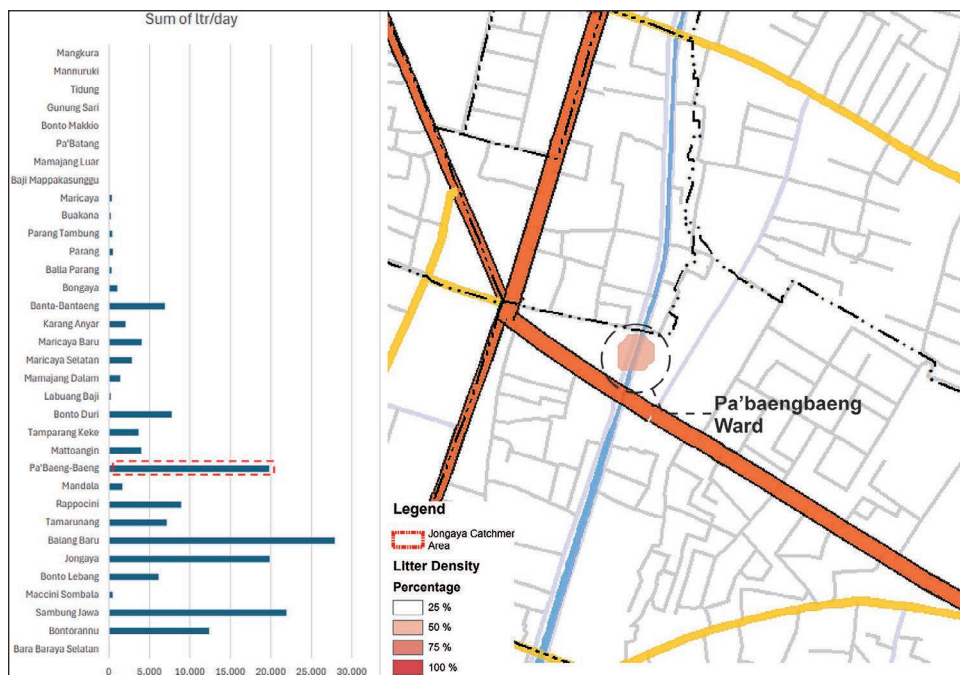 Sum of ltr/day
Mangkura
Mannuruki
Tidung
Gunung Sari
Bonto Makkio
Pa'Batang
Mamajang Luar
Baji Mappakasunggu
Maricaya
Buakana
Parang Tambung
Parang
Balla Parang
Bongaya
Banta-Bantaeng
Karang Anyar
Maricaya Baru
Maricaya Selatan
Mamajang Dalam
Labuang Baji
Bonto Duri
Tamparang Keke
Mattoangin
Pa'Baeng-Baeng
Mandala
Rappocini
Tamarunang
Balang Baru
Jongaya
Bonto Lebang
Maccini Sombala
Sambung Jawa
Bontorannu
Bara Baraya Selatan
0 5.000 10.000 15.000 20.000 25.000 30.000
Pa'baengbaeng
Ward
Legend
Jongaya Catchmer
Area
Litter Density
Percentage
25 %
50 %
75 %
100 %